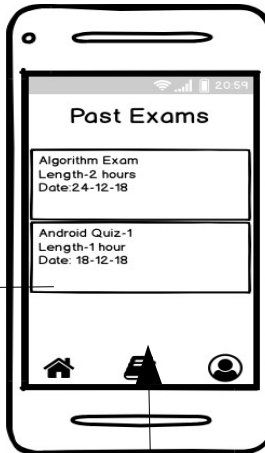 20:59
Past Exams
Algorithm Exam
Length-2 hours
Date:24-12-18
Android Quiz-1
Length-1 hour
Date: 18-12-18